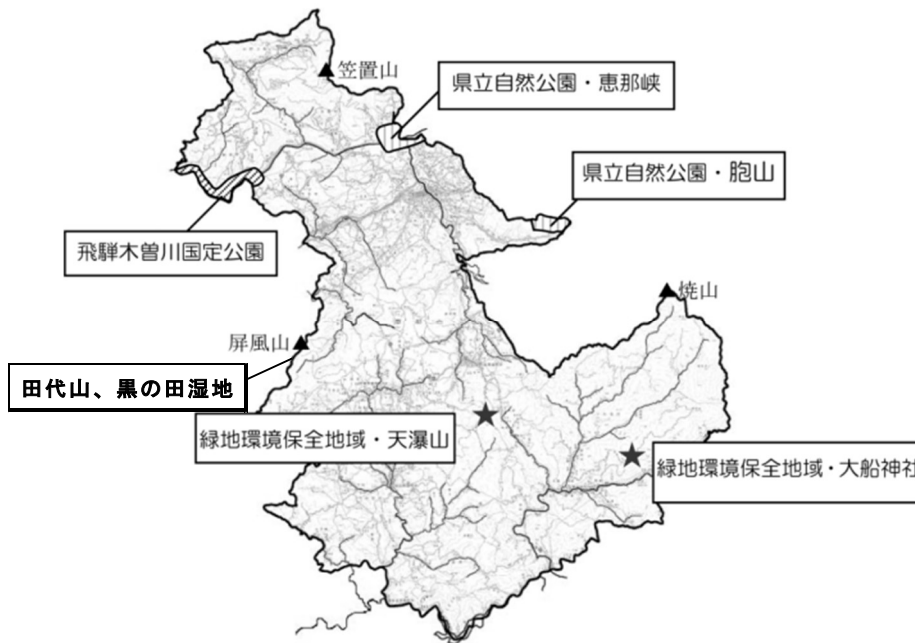 笠置山
県立自然公園・恵那峡
県立自然公園・胞山
飛騨木曽川国定公園
焼山
屏風山
田代山、黒の田湿地
緑地環境保全地域・天瀑山
緑地環境保全地域・大船神社